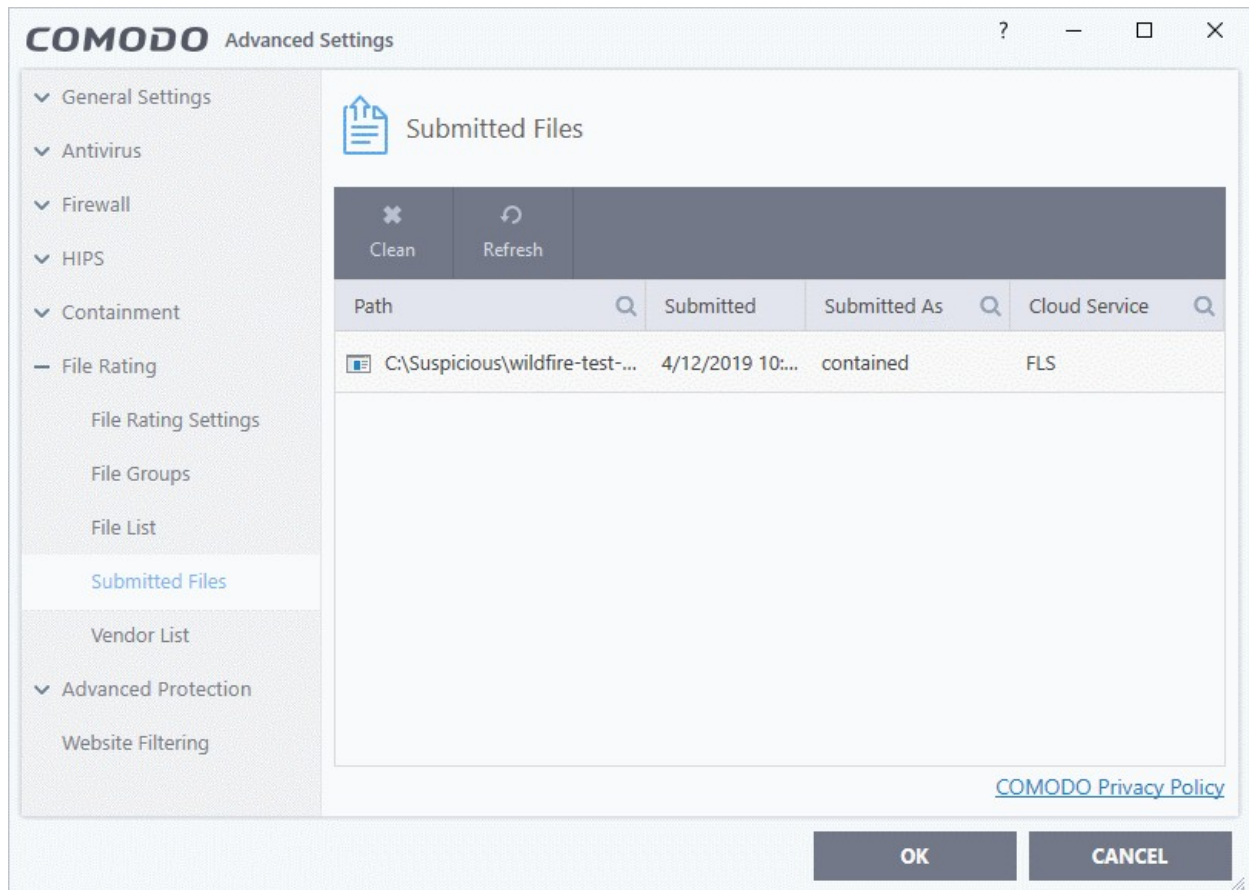 COMODO Advanced Settings
?
General Settings
Antivirus
Firewall
HIPS
Containment
File Rating
File Rating Settings
File Groups
File List
Submitted Files
Vendor List
Advanced Protection
Website Filtering
Submitted Files
Clean Refresh
Path Submitted Submitted As Cloud Service
C:\Suspicious\wildfire-test-... 4/12/2019 10:... contained FLS
COMODO Privacy Policy
OK CANCEL